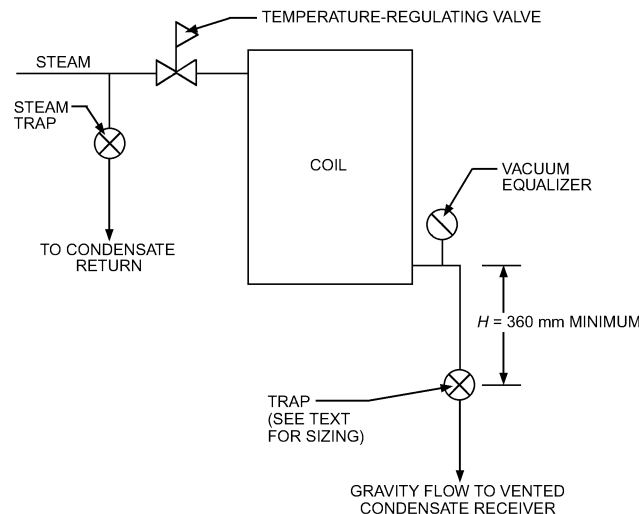 TEMPERATURE-REGULATING VALVE
STEAM
STEAM
TRAP
COIL
VACUUM
EQUALIZER
TO CONDENSATE
RETURN
H = 360 mm MINIMUM
TRAP
(SEE TEXT
FOR SIZING)
GRAVITY FLOW TO VENTED
CONDENSATE RECEIVER